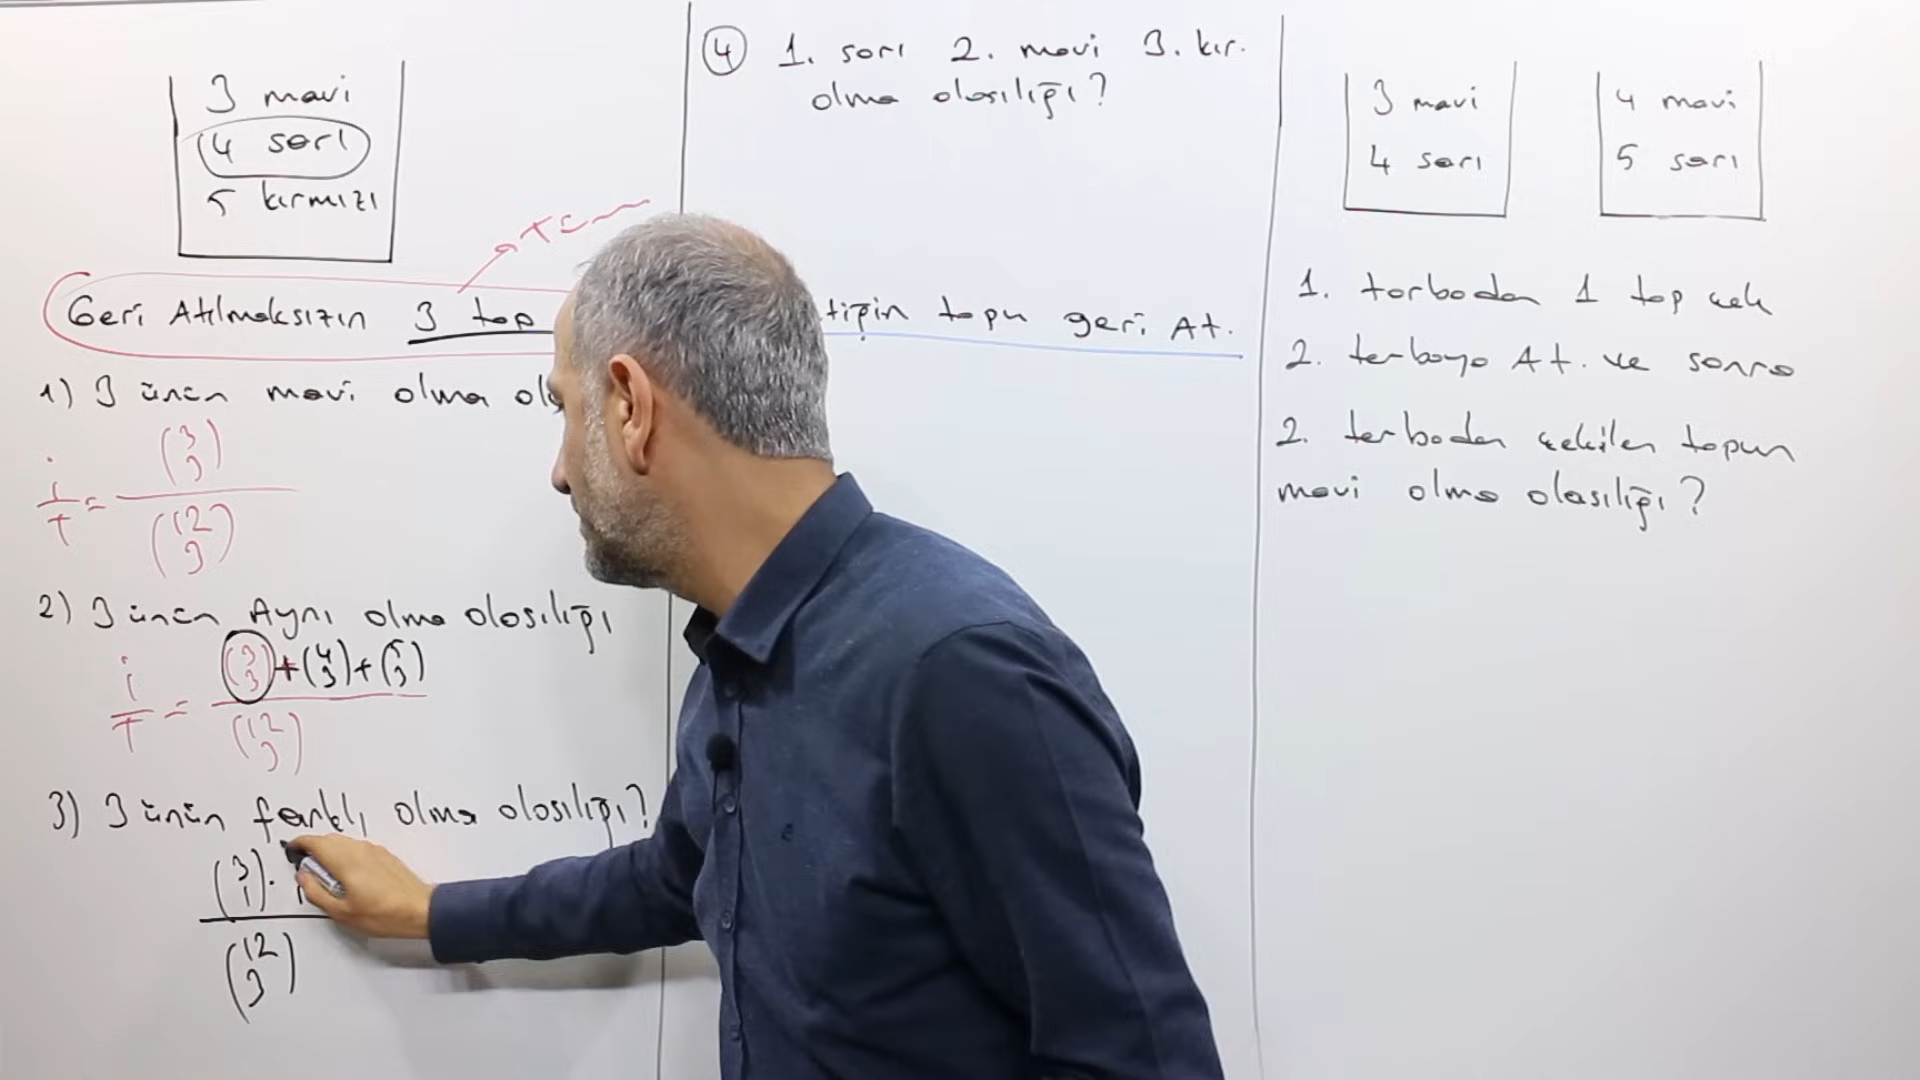 3 mavi
4 sarı
5 kırmızı
Geri Atılmaksızın 3 top
1) 3 ünün mavi olma
i/T = (3 3) / (12 3)
2) 3 ünün Aynı olma olasılığı
i/T = (3 3) + (4 3) + (5 3) / (12 3)
3) 3 ünün farklı olma olasılığı?
(3 1) . / (12 3)
4 1. sarı 2. mavi 3. kır.
olma olasılığı?
topu geri At.
3 mavi
4 sarı
4 mavi
5 sarı
1. torbadan 1 top çek
2. torbaya At. ve sonra
2. torbadan çekilen topun
mavi olma olasılığı?